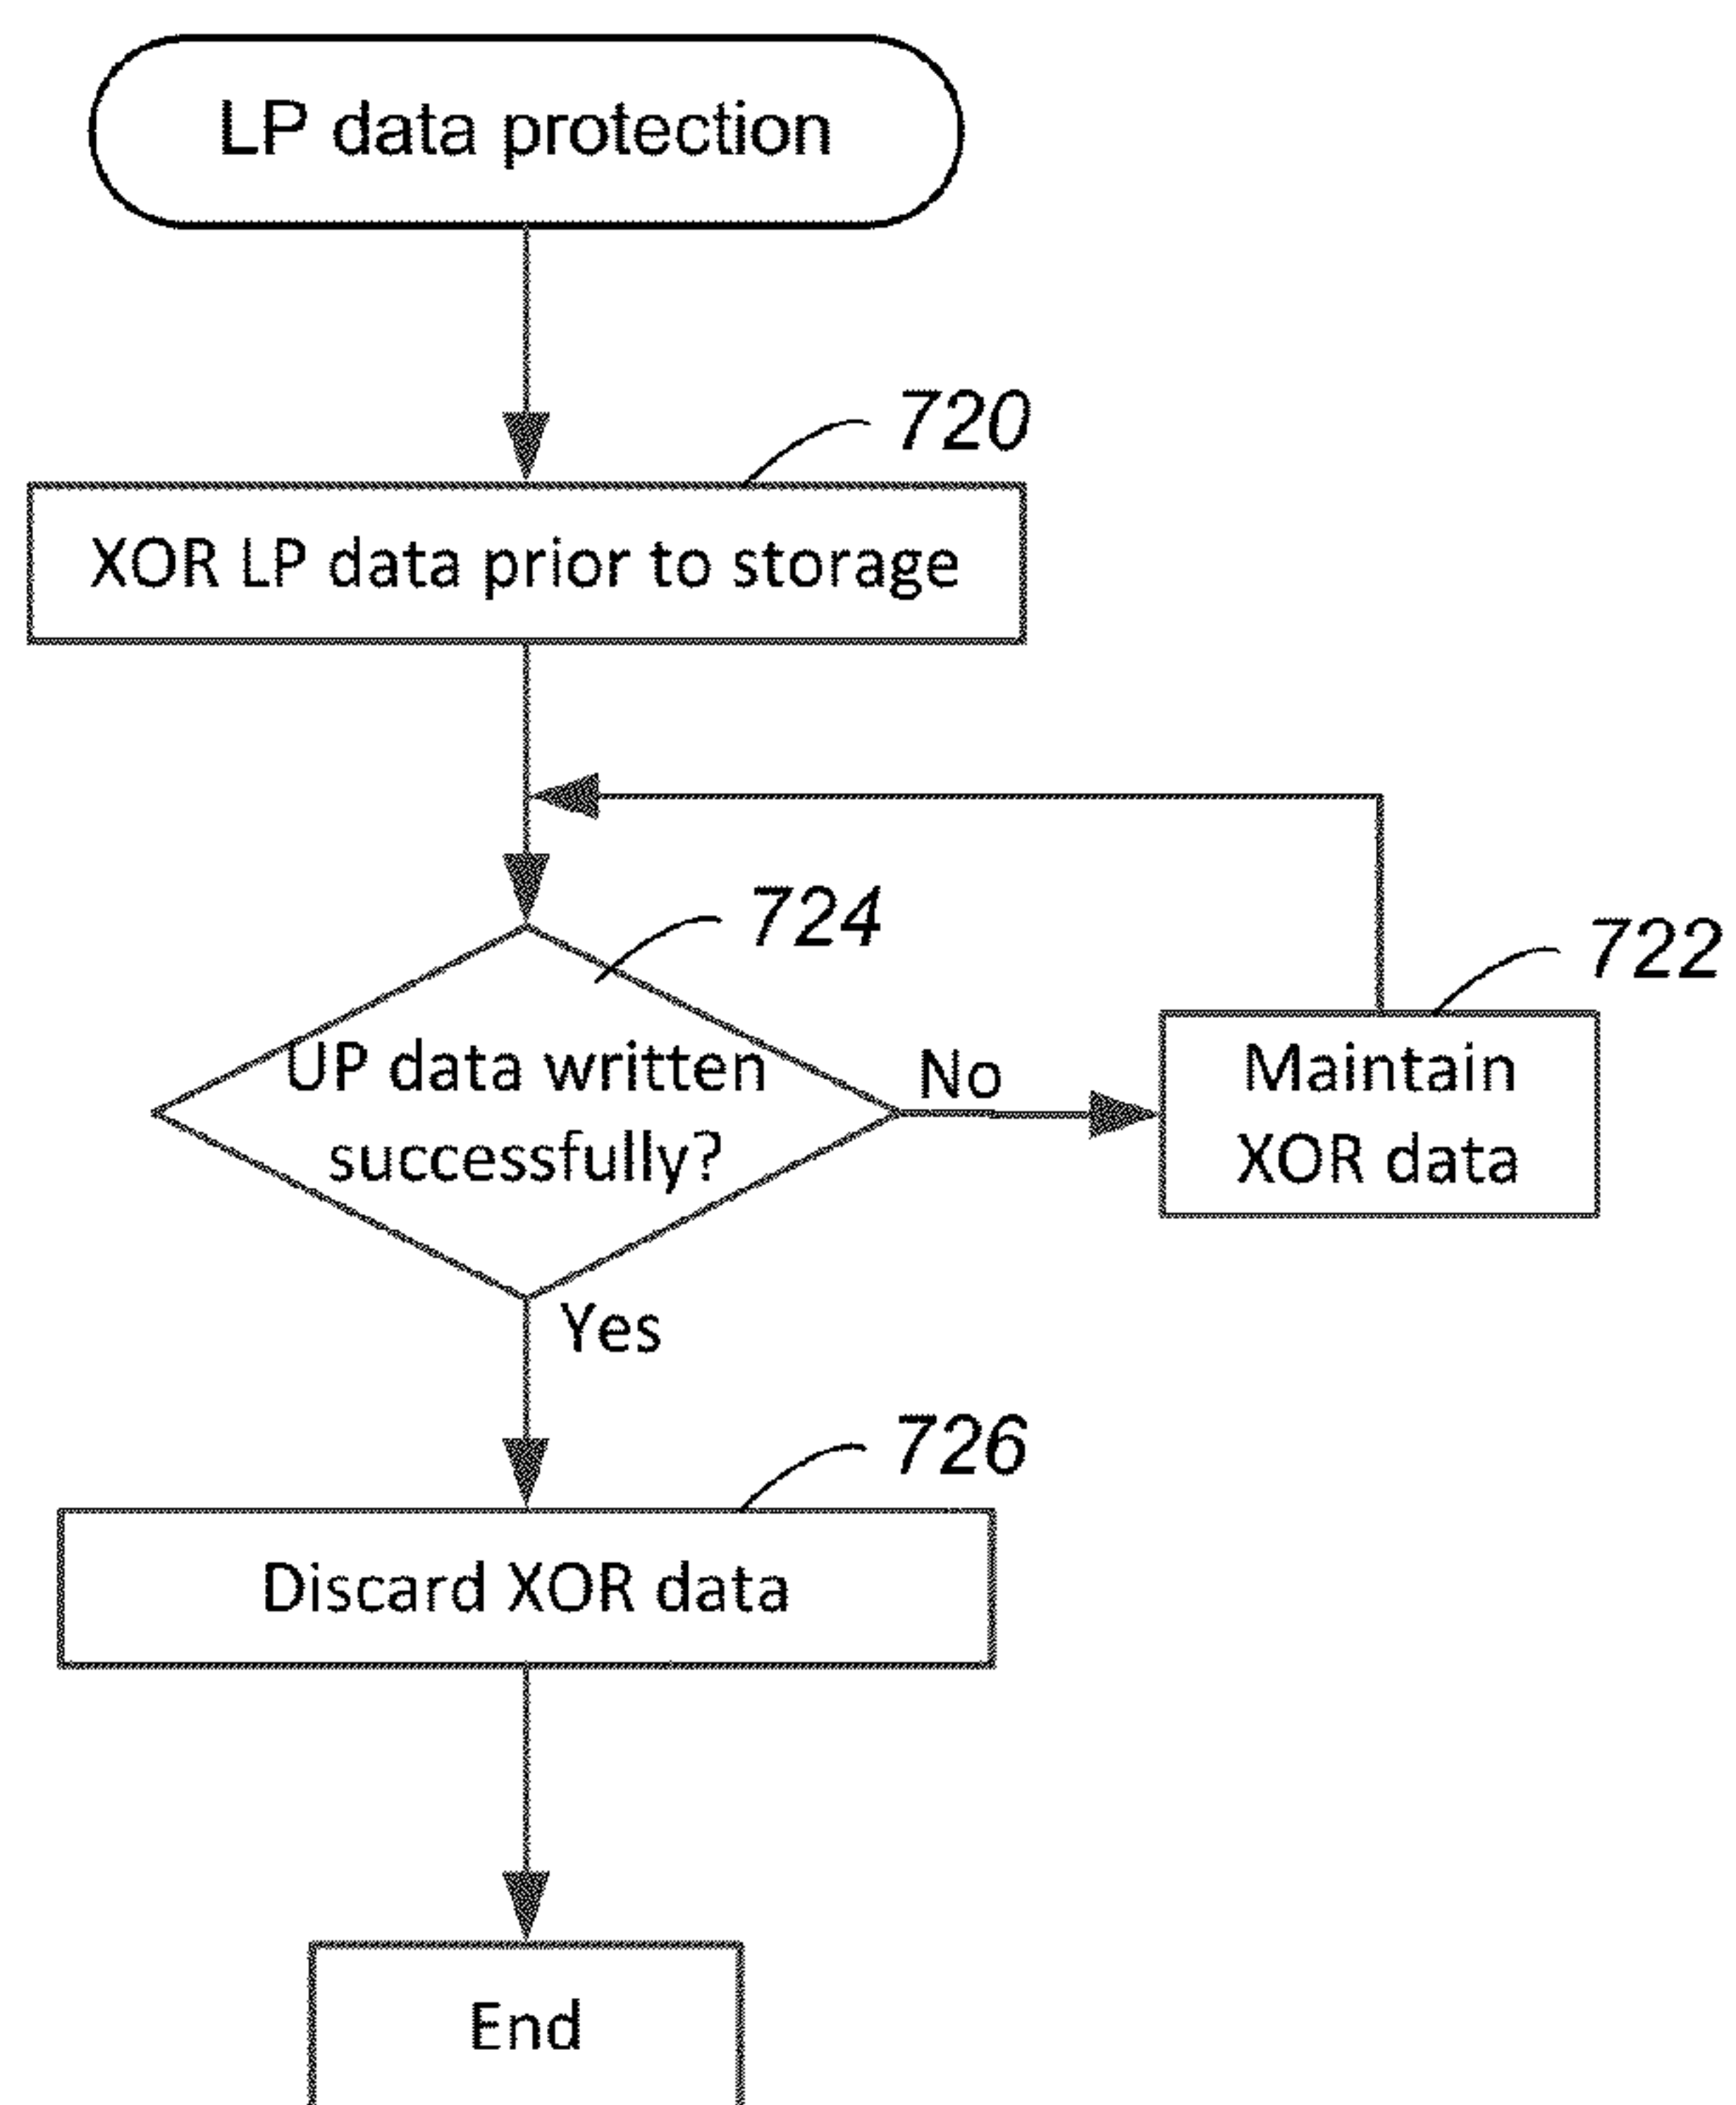 LP data protection
720
XOR LP data prior to storage
724
722
UP data written
successfully?
No
Maintain
XOR data
Yes
726
Discard XOR data
End